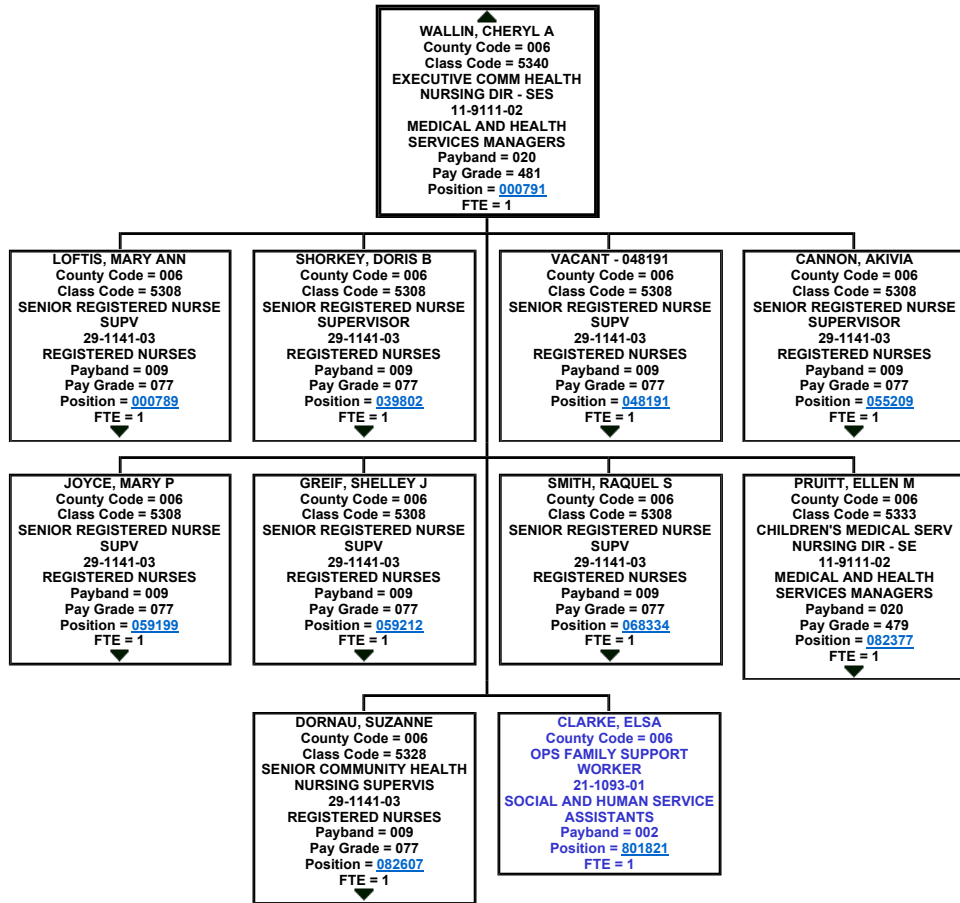 WALLIN, CHERYL A
County Code = 006
Class Code = 5340
EXECUTIVE COMM HEALTH
NURSING DIR - SES
11-9111-02
MEDICAL AND HEALTH
SERVICES MANAGERS
Payband = 020
Pay Grade = 481
Position = 000791
FTE = 1
LOFTIS, MARY ANN
County Code = 006
Class Code = 5308
SENIOR REGISTERED NURSE
SUPV
29-1141-03
REGISTERED NURSES
Payband = 009
Pay Grade = 077
Position = 000789
FTE = 1
SHORKEY, DORIS B
County Code = 006
Class Code = 5308
SENIOR REGISTERED NURSE
SUPERVISOR
29-1141-03
REGISTERED NURSES
Payband = 009
Pay Grade = 077
Position = 039802
FTE = 1
VACANT - 048191
County Code = 006
Class Code = 5308
SENIOR REGISTERED NURSE
SUPV
29-1141-03
REGISTERED NURSES
Payband = 009
Pay Grade = 077
Position = 048191
FTE = 1
CANNON, AKIVIA
County Code = 006
Class Code = 5308
SENIOR REGISTERED NURSE
SUPERVISOR
29-1141-03
REGISTERED NURSES
Payband = 009
Pay Grade = 077
Position = 055209
FTE = 1
JOYCE, MARY P
County Code = 006
Class Code = 5308
SENIOR REGISTERED NURSE
SUPV
29-1141-03
REGISTERED NURSES
Payband = 009
Pay Grade = 077
Position = 059199
FTE = 1
GREIF, SHELLEY J
County Code = 006
Class Code = 5308
SENIOR REGISTERED NURSE
SUPV
29-1141-03
REGISTERED NURSES
Payband = 009
Pay Grade = 077
Position = 059212
FTE = 1
SMITH, RAQUEL S
County Code = 006
Class Code = 5308
SENIOR REGISTERED NURSE
SUPV
29-1141-03
REGISTERED NURSES
Payband = 009
Pay Grade = 077
Position = 068334
FTE = 1
PRUITT, ELLEN M
County Code = 006
Class Code = 5333
CHILDREN'S MEDICAL SERV
NURSING DIR - SE
11-9111-02
MEDICAL AND HEALTH
SERVICES MANAGERS
Payband = 020
Pay Grade = 479
Position = 082377
FTE = 1
DORNAU, SUZANNE
County Code = 006
Class Code = 5328
SENIOR COMMUNITY HEALTH
NURSING SUPERVIS
29-1141-03
REGISTERED NURSES
Payband = 009
Pay Grade = 077
Position = 082607
FTE = 1
CLARKE, ELSA
County Code = 006
OPS FAMILY SUPPORT
WORKER
21-1093-01
SOCIAL AND HUMAN SERVICE
ASSISTANTS
Payband = 002
Position = 801821
FTE = 1